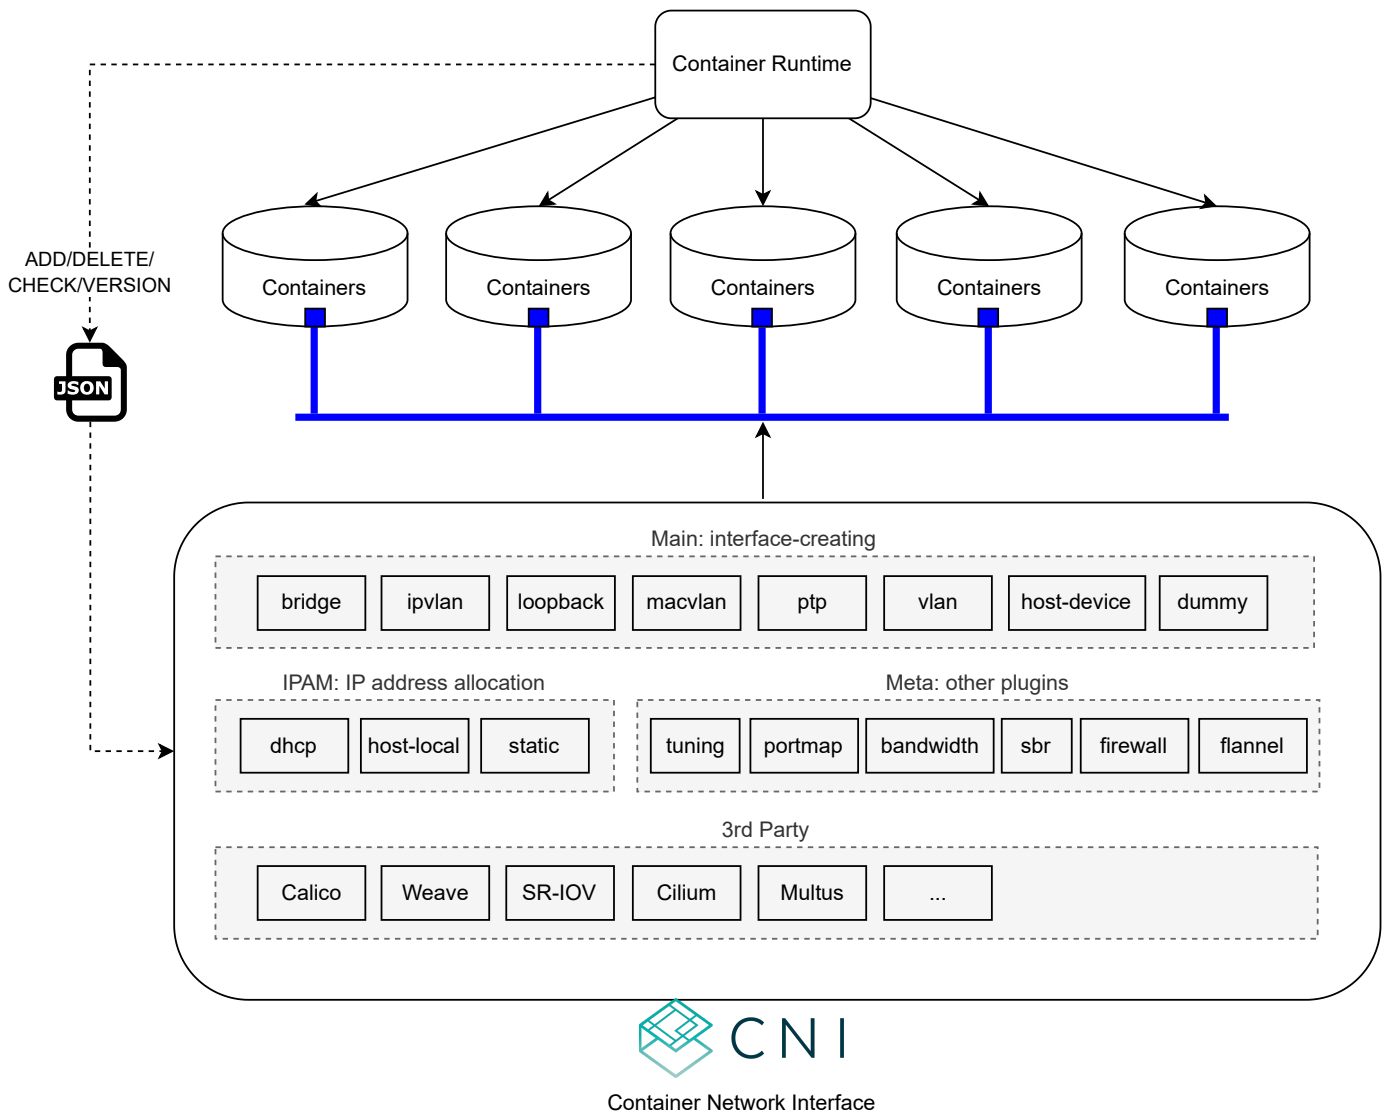 Container Runtime
ADD/DELETE/
CHECK/VERSION
Containers
Containers
Containers
Containers
Containers
JSON
Main: interface-creating
bridge
ipvlan
loopback
macvlan
ptp
vlan
host-device
dummy
IPAM: IP address allocation
dhcp
host-local
static
Meta: other plugins
tuning
portmap
bandwidth
sbr
firewall
flannel
3rd Party
Calico
Weave
SR-IOV
Cilium
Multus
...
CNI
Container Network Interface